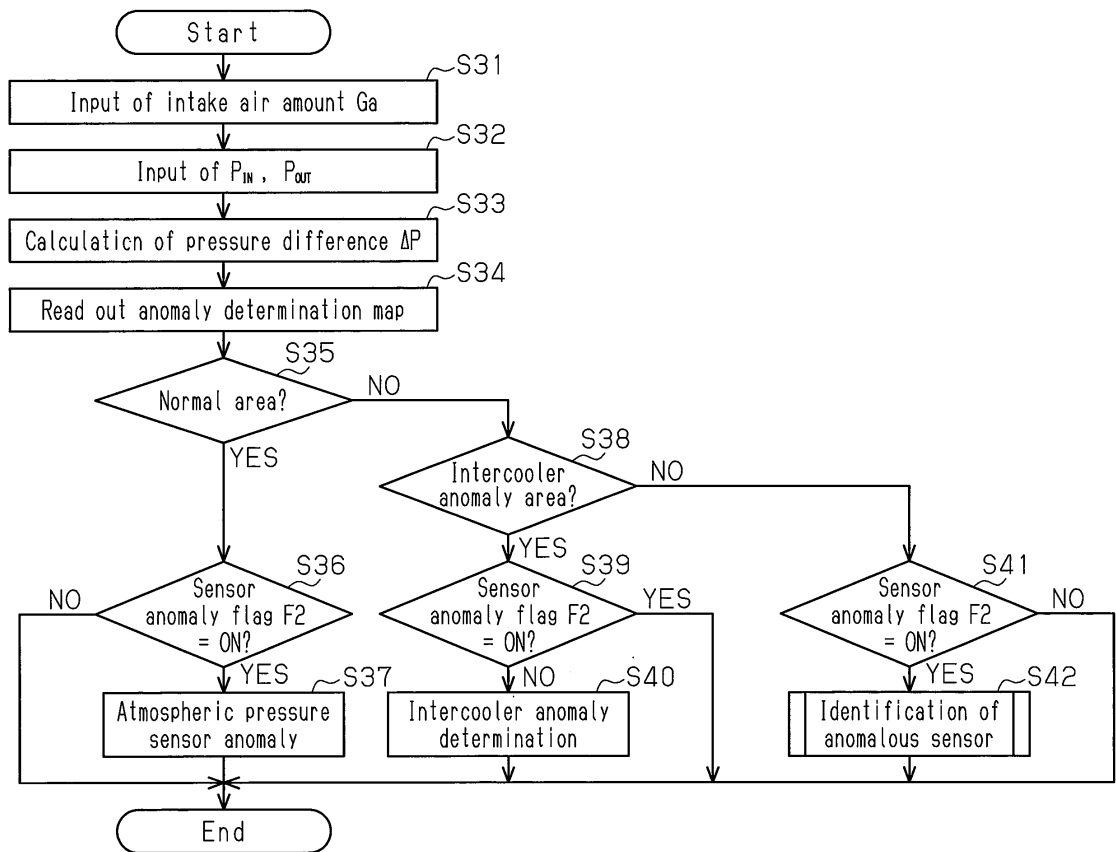 Start
S31
Input of intake air amount Ga
S32
Input of PIN , POUT
S33
Calculaticn of pressure difference ΔP
S34
Read out anomaly determination map
S35
Normal area?
NO
YES
S38
Intercooler
anomaly area?
NO
YES
S36
Sensor
anomaly flag F2
= ON?
NO
YES
S39
Sensor
anomaly flag F2
= ON?
YES
NO
S41
Sensor
anomaly flag F2
= ON?
NO
YES
S37
Atmospheric pressure
sensor anomaly
S40
Intercooler anomaly
determination
S42
Identification of
anomalous sensor
End